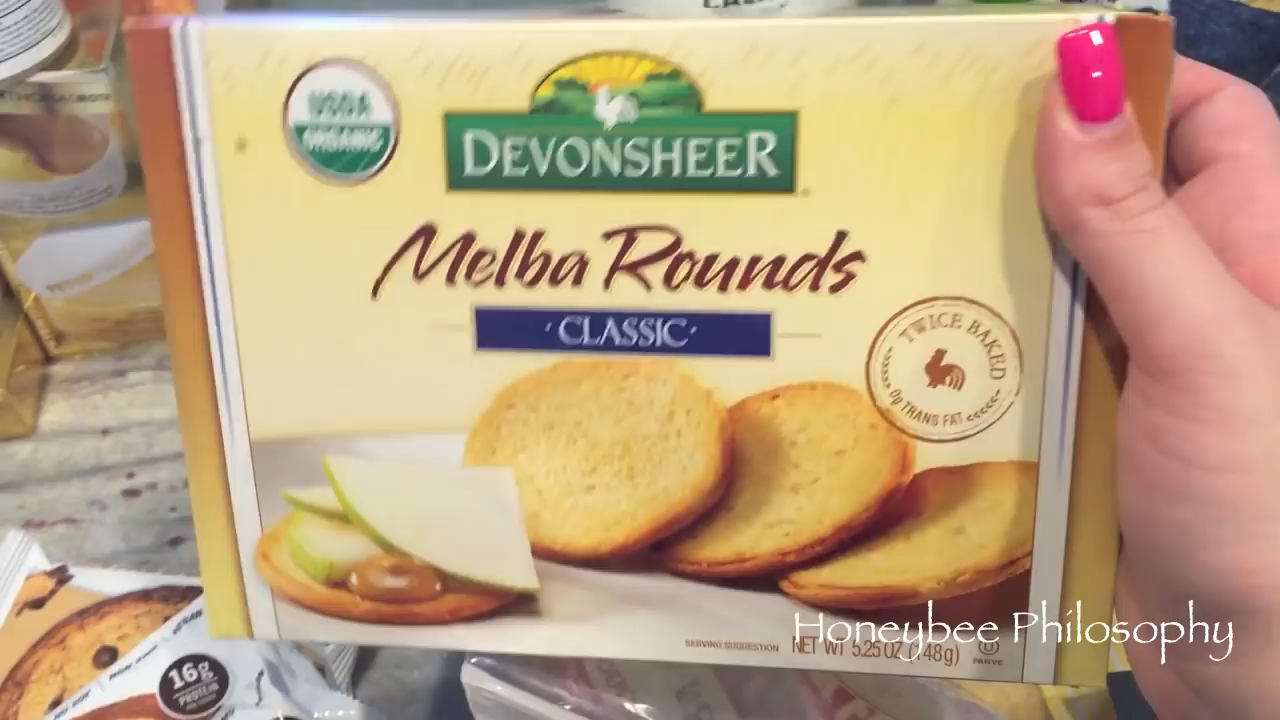 USDA
ORGANIC
DEVONSHEER
Melba Rounds
· CLASSIC ·
TWICE BAKED
0g TRANS FAT
SERVING SUGGESTION
NET WT 5.25 OZ (148g)
U
PARVE
Honeybee Philosophy
16g
PROTEIN